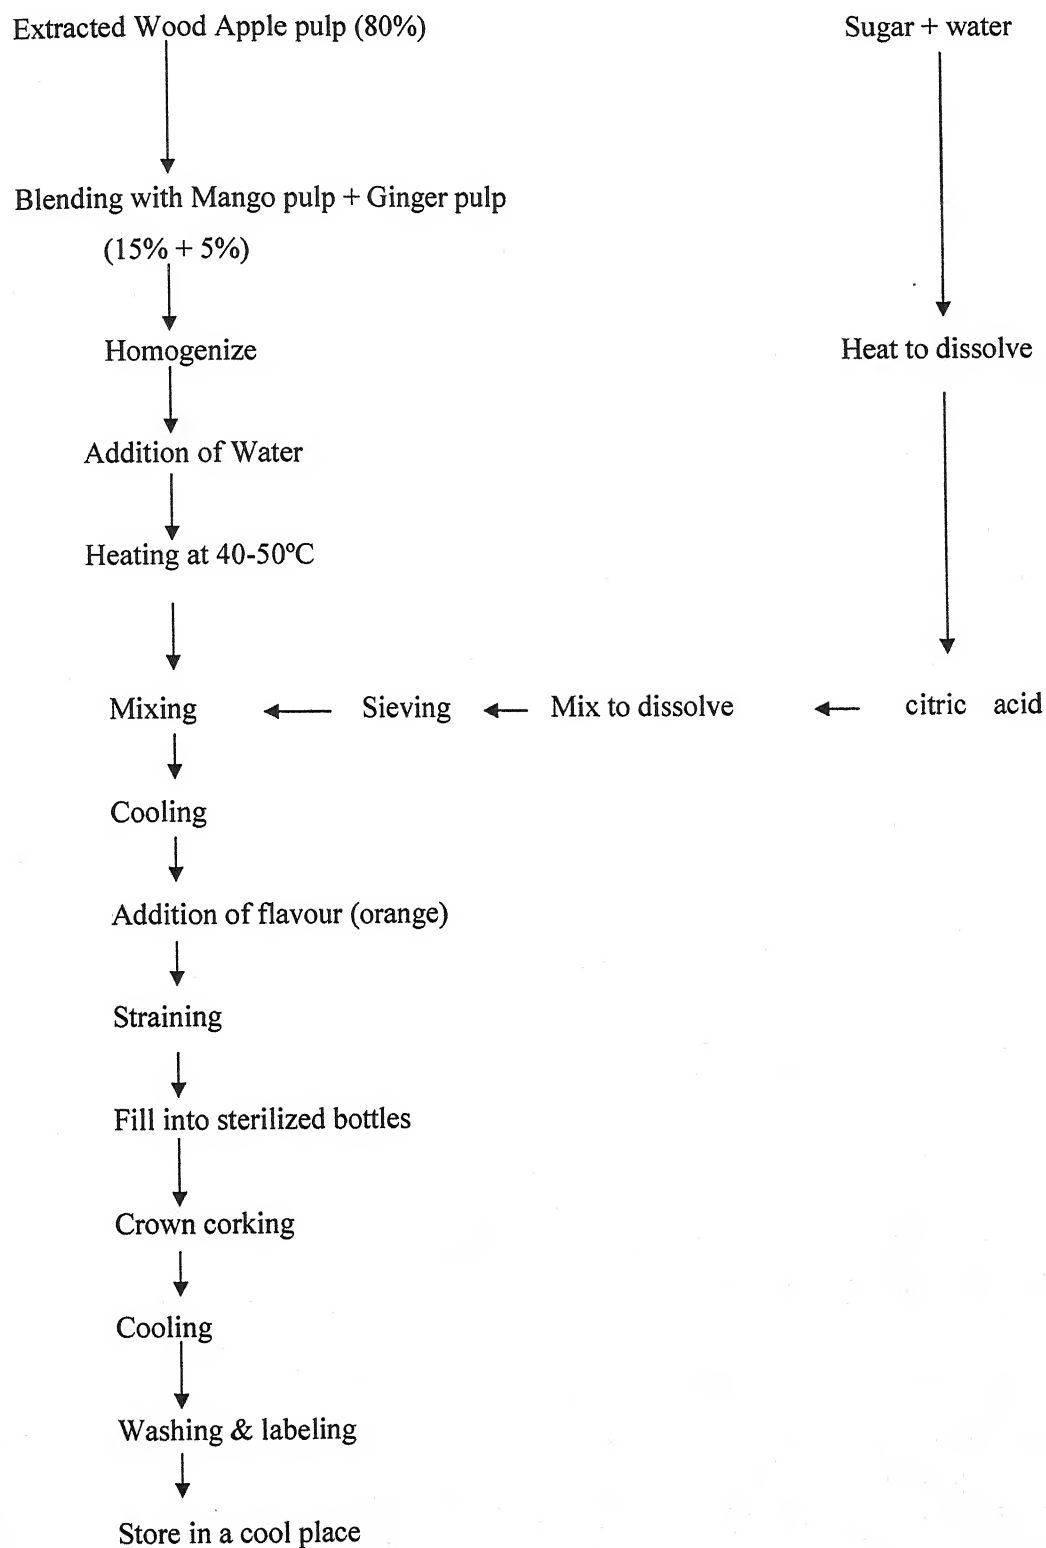 Extracted Wood Apple pulp (80%)
Sugar + water
Blending with Mango pulp + Ginger pulp
(15% + 5%)
Homogenize
Heat to dissolve
Addition of Water
Heating at 40-50ºC
Mixing
Sieving
Mix to dissolve
citric acid
Cooling
Addition of flavour (orange)
Straining
Fill into sterilized bottles
Crown corking
Cooling
Washing & labeling
Store in a cool place